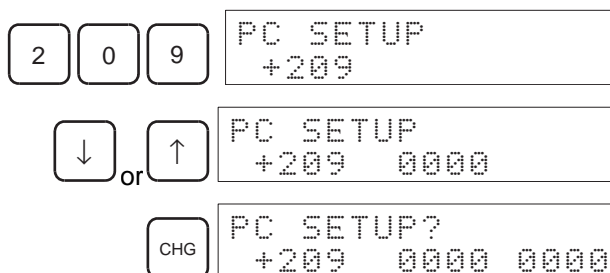 2 0 9 PC SETUP
+209
↓ or ↑ PC SETUP
+209 0000
CHG PC SETUP?
+209 0000 0000